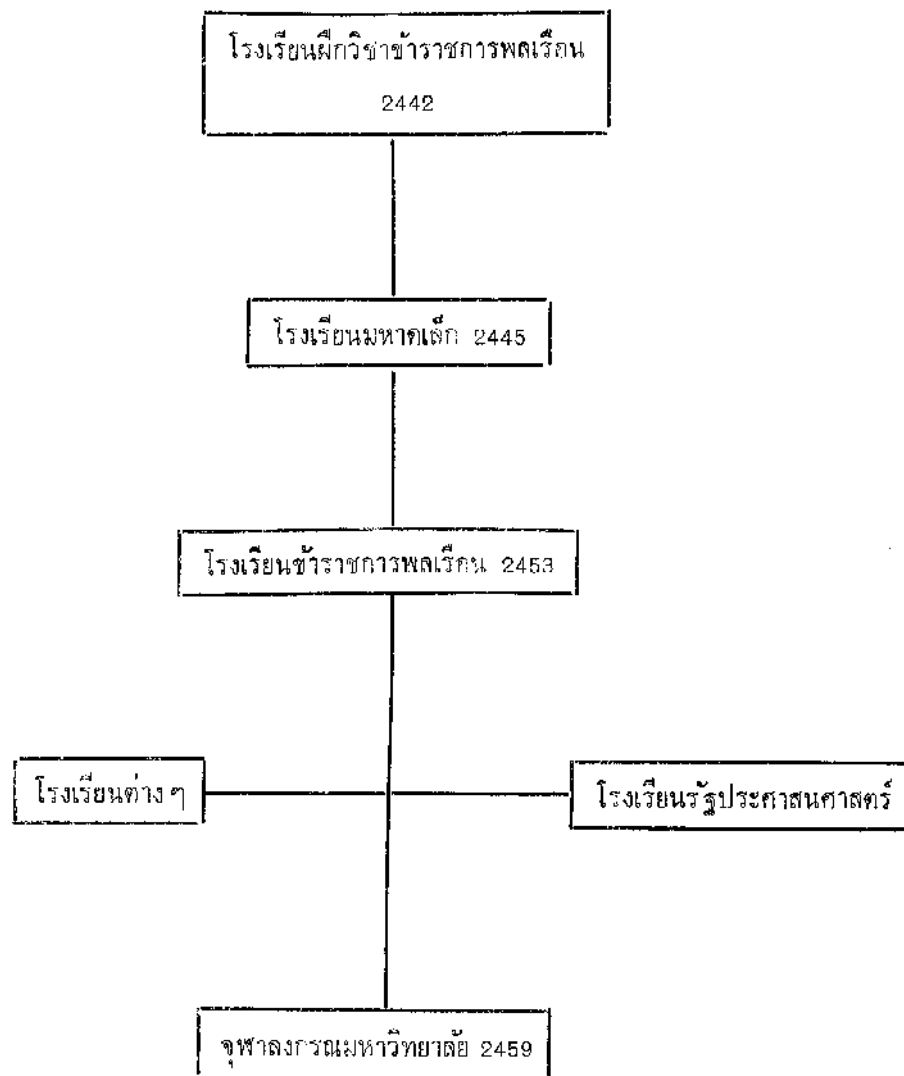 โรงเรียนฝึกวิชาข้าราชการพลเรือน
2442
โรงเรียนมหาดเล็ก 2445
โรงเรียนข้าราชการพลเรือน 2453
โรงเรียนต่าง ๆ
โรงเรียนรัฐประศาสนศาสตร์
จุฬาลงกรณมหาวิทยาลัย 2459